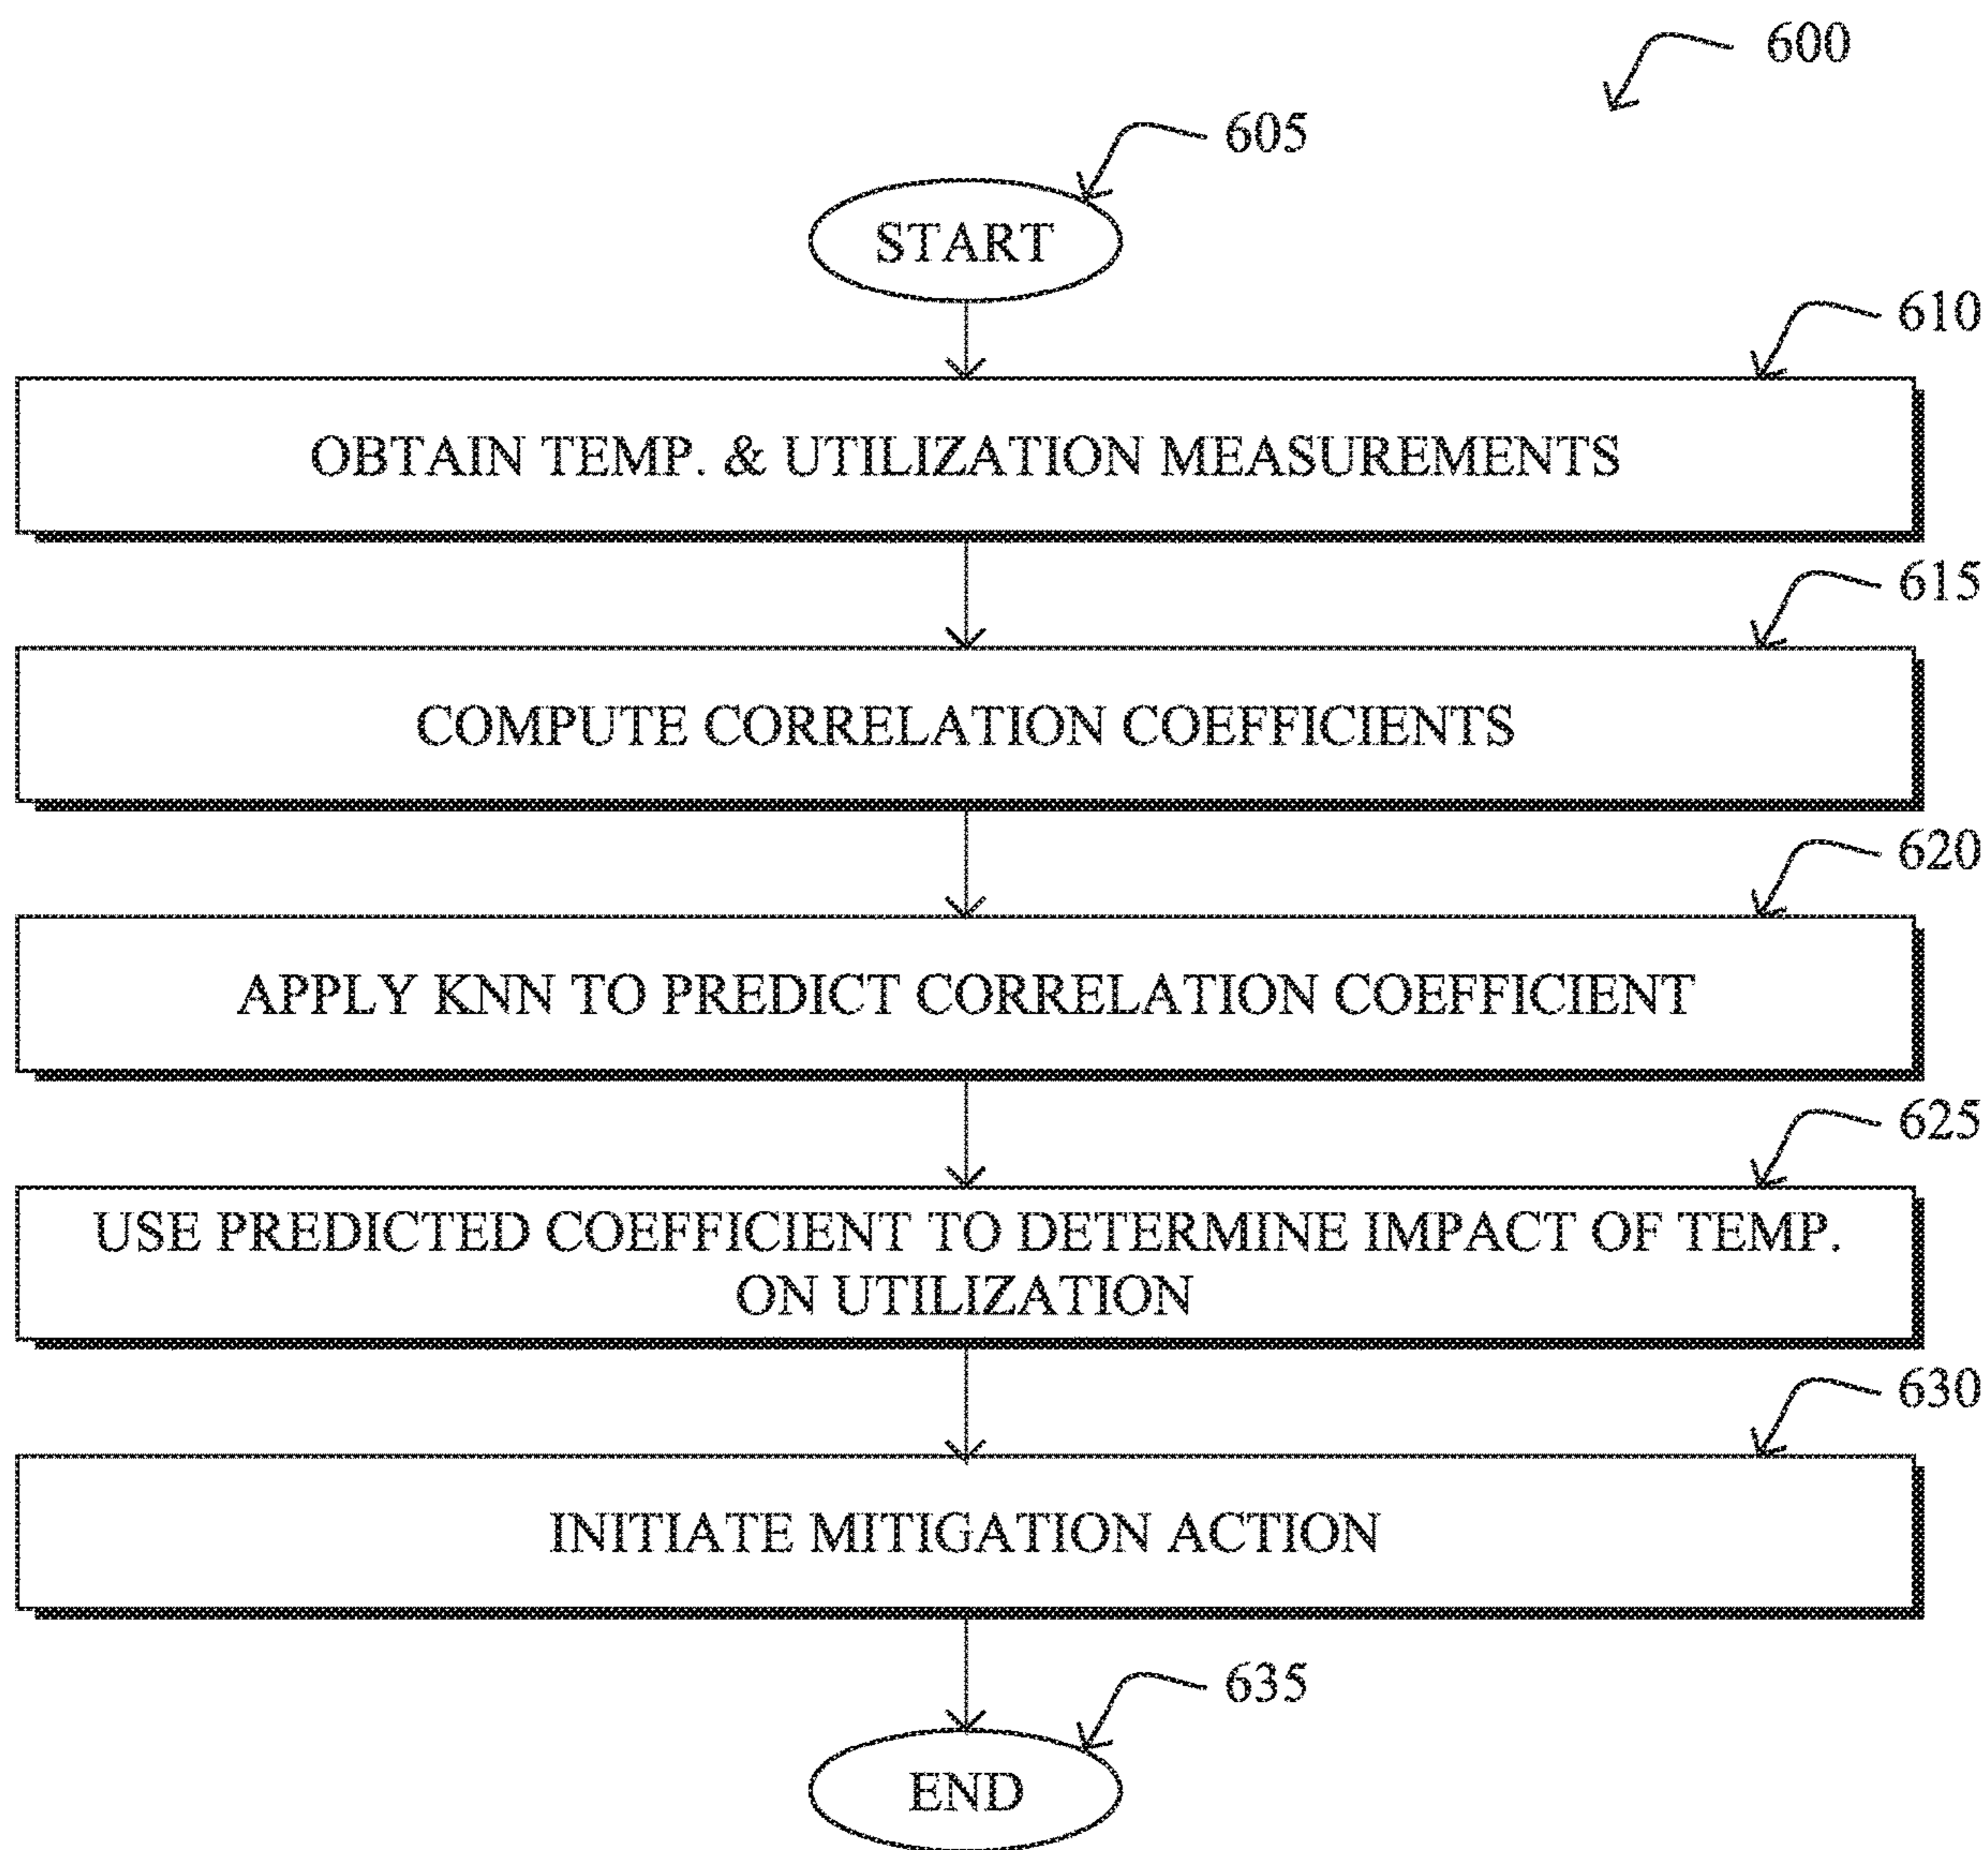 600
605
START
610
OBTAIN TEMP. & UTILIZATION MEASUREMENTS
615
COMPUTE CORRELATION COEFFICIENTS
620
APPLY KNN TO PREDICT CORRELATION COEFFICIENT
625
USE PREDICTED COEFFICIENT TO DETERMINE IMPACT OF TEMP.
ON UTILIZATION
630
INITIATE MITIGATION ACTION
635
END